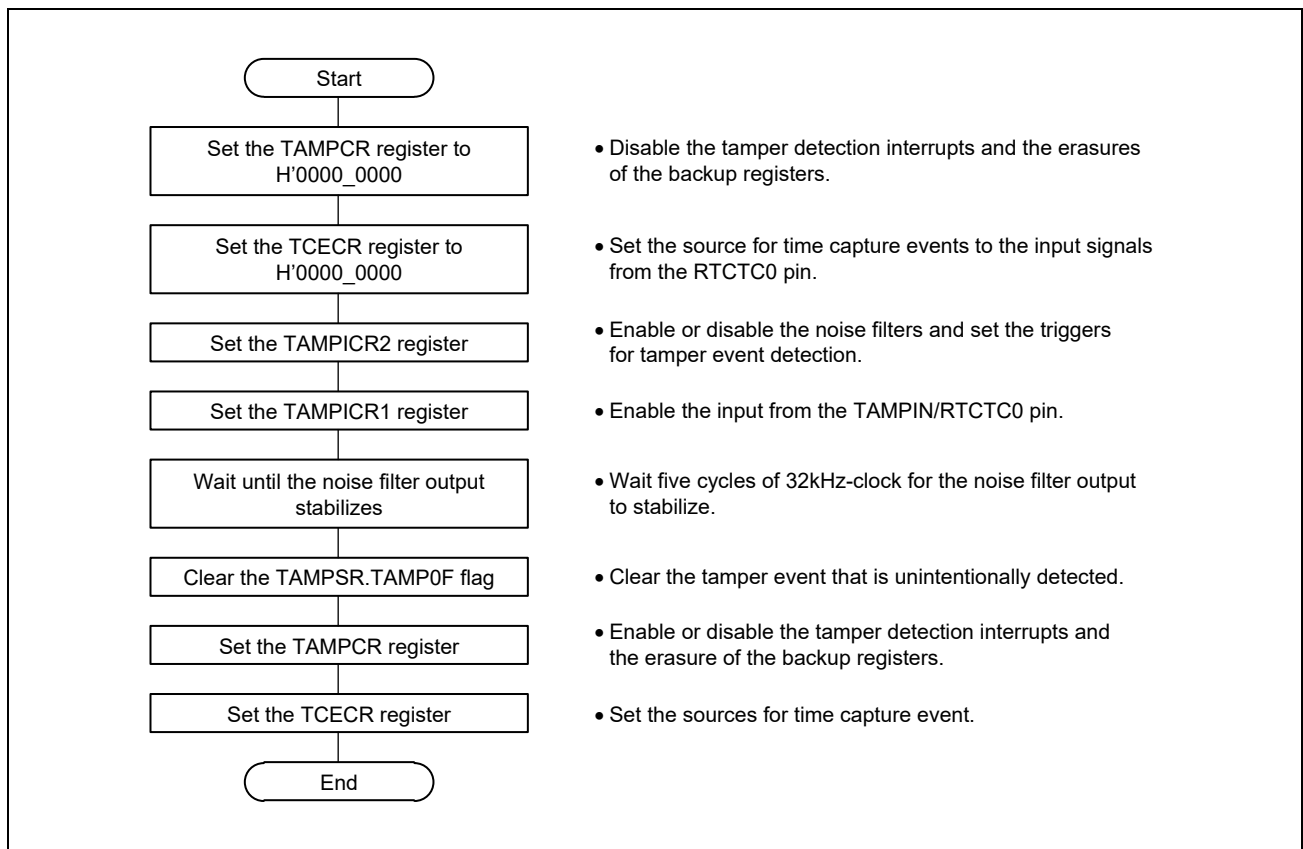 Start
Set the TAMPCR register to
H'0000_0000
• Disable the tamper detection interrupts and the erasures
of the backup registers.
Set the TCECR register to
H'0000_0000
• Set the source for time capture events to the input signals
from the RTCTC0 pin.
Set the TAMPICR2 register
• Enable or disable the noise filters and set the triggers
for tamper event detection.
Set the TAMPICR1 register
• Enable the input from the TAMPIN/RTCTC0 pin.
Wait until the noise filter output
stabilizes
• Wait five cycles of 32kHz-clock for the noise filter output
to stabilize.
Clear the TAMPSR.TAMP0F flag
• Clear the tamper event that is unintentionally detected.
Set the TAMPCR register
• Enable or disable the tamper detection interrupts and
the erasure of the backup registers.
Set the TCECR register
• Set the sources for time capture event.
End